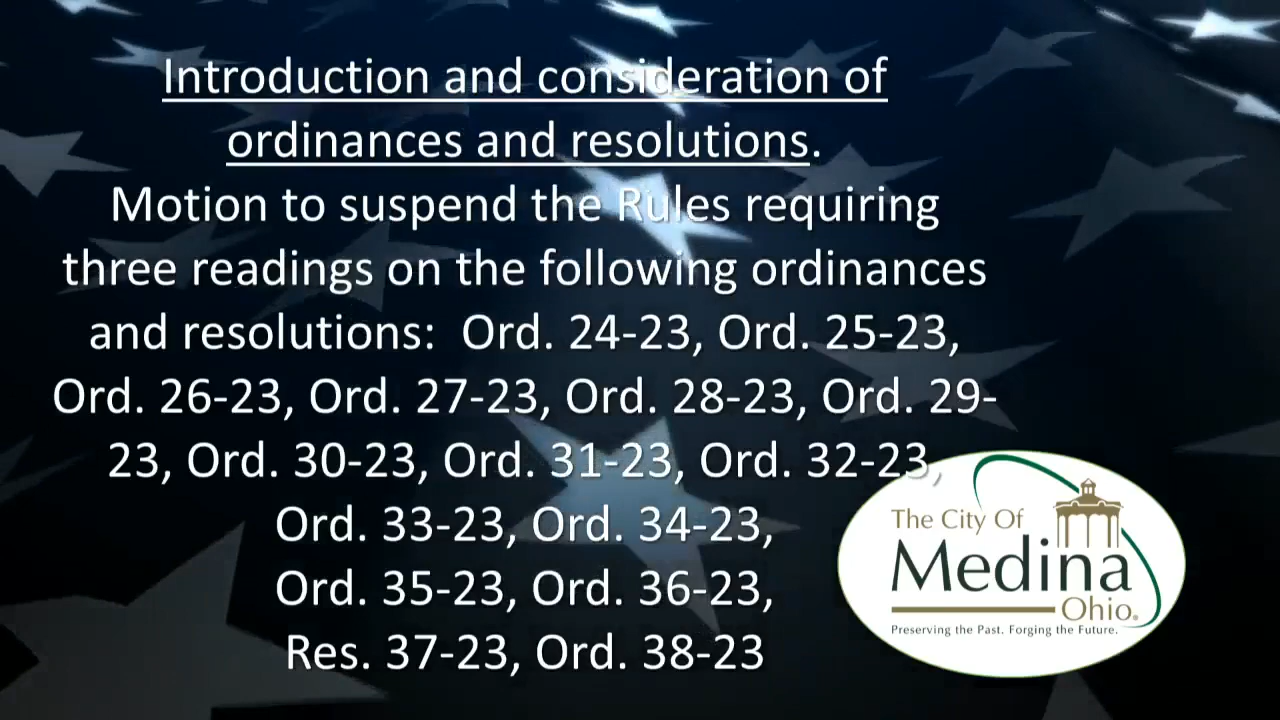 Introduction and consideration of
ordinances and resolutions.
Motion to suspend the Rules requiring
three readings on the following ordinances
and resolutions:  Ord. 24-23, Ord. 25-23,
Ord. 26-23, Ord. 27-23, Ord. 28-23, Ord. 29-
23, Ord. 30-23, Ord. 31-23, Ord. 32-23,
Ord. 33-23, Ord. 34-23,
Ord. 35-23, Ord. 36-23,
Res. 37-23, Ord. 38-23
The City Of
Medina
Ohio®
Preserving the Past. Forging the Future.